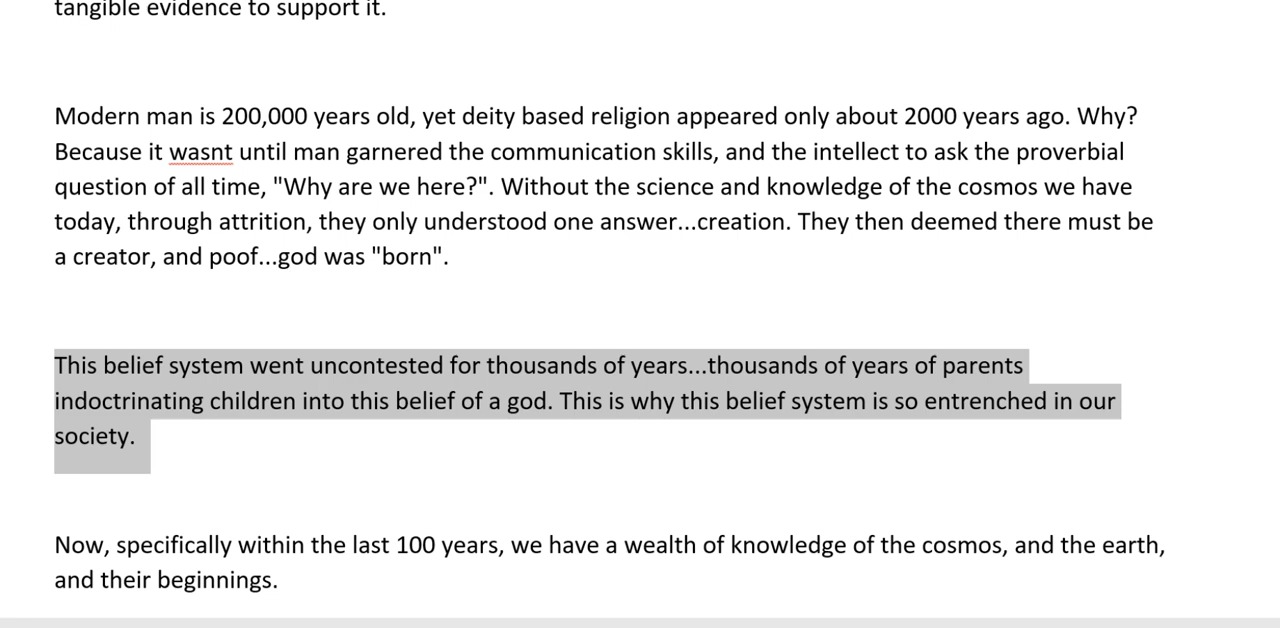 tangible evidence to support it.
Modern man is 200,000 years old, yet deity based religion appeared only about 2000 years ago. Why?
Because it wasnt until man garnered the communication skills, and the intellect to ask the proverbial
question of all time, "Why are we here?". Without the science and knowledge of the cosmos we have
today, through attrition, they only understood one answer...creation. They then deemed there must be
a creator, and poof...god was "born".
This belief system went uncontested for thousands of years...thousands of years of parents
indoctrinating children into this belief of a god. This is why this belief system is so entrenched in our
society.
Now, specifically within the last 100 years, we have a wealth of knowledge of the cosmos, and the earth,
and their beginnings.